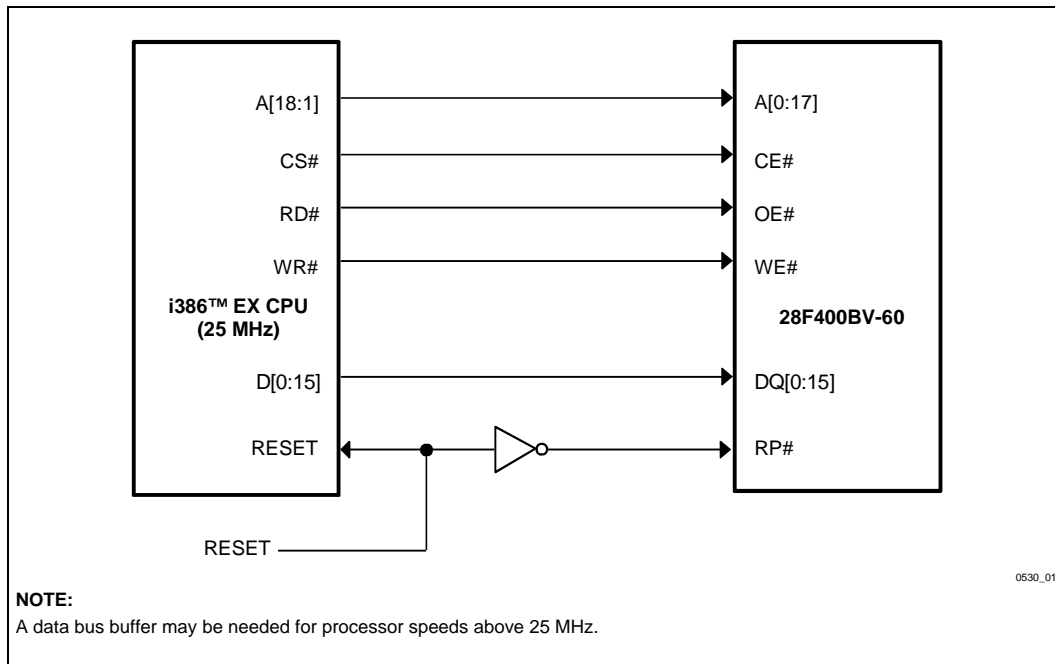 A[18:1]
A[0:17]
CS#
CE#
RD#
OE#
WR#
WE#
i386™ EX CPU
(25 MHz)
28F400BV-60
D[0:15]
DQ[0:15]
RESET
RP#
RESET
0530_01
NOTE:
A data bus buffer may be needed for processor speeds above 25 MHz.